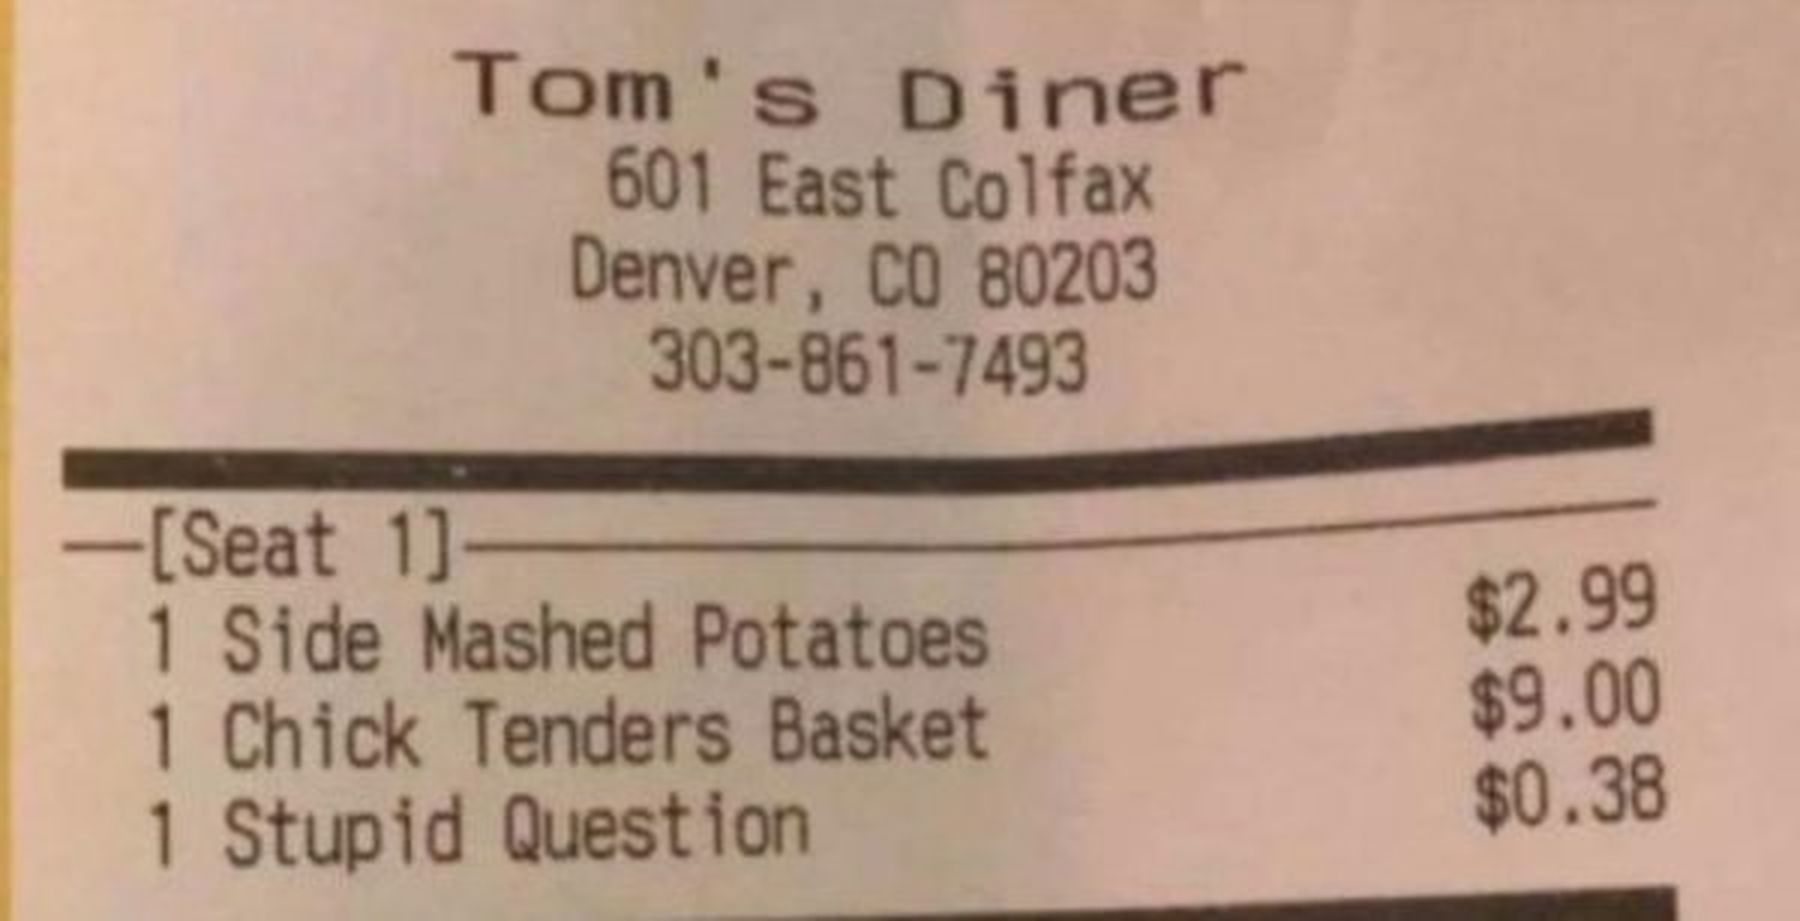 Tom's Diner
601 East Colfax
Denver, CO 80203
303-861-7493
[Seat 1]
1 Side Mashed Potatoes $2.99
1 Chick Tenders Basket $9.00
1 Stupid Question $0.38